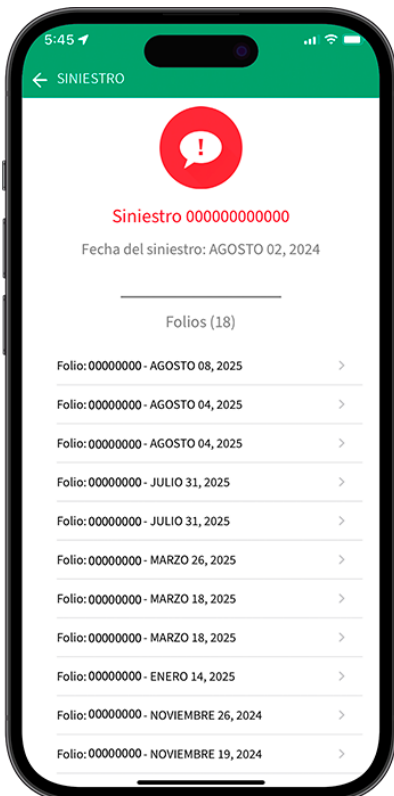 5:45
SINIESTRO
!
Siniestro 000000000000
Fecha del siniestro: AGOSTO 02, 2024
Folios (18)
Folio: 00000000 - AGOSTO 08, 2025
Folio: 00000000 - AGOSTO 04, 2025
Folio: 00000000 - AGOSTO 04, 2025
Folio: 00000000 - JULIO 31, 2025
Folio: 00000000 - JULIO 31, 2025
Folio: 00000000 - MARZO 26, 2025
Folio: 00000000 - MARZO 18, 2025
Folio: 00000000 - MARZO 18, 2025
Folio: 00000000 - ENERO 14, 2025
Folio: 00000000 - NOVIEMBRE 26, 2024
Folio: 00000000 - NOVIEMBRE 19, 2024